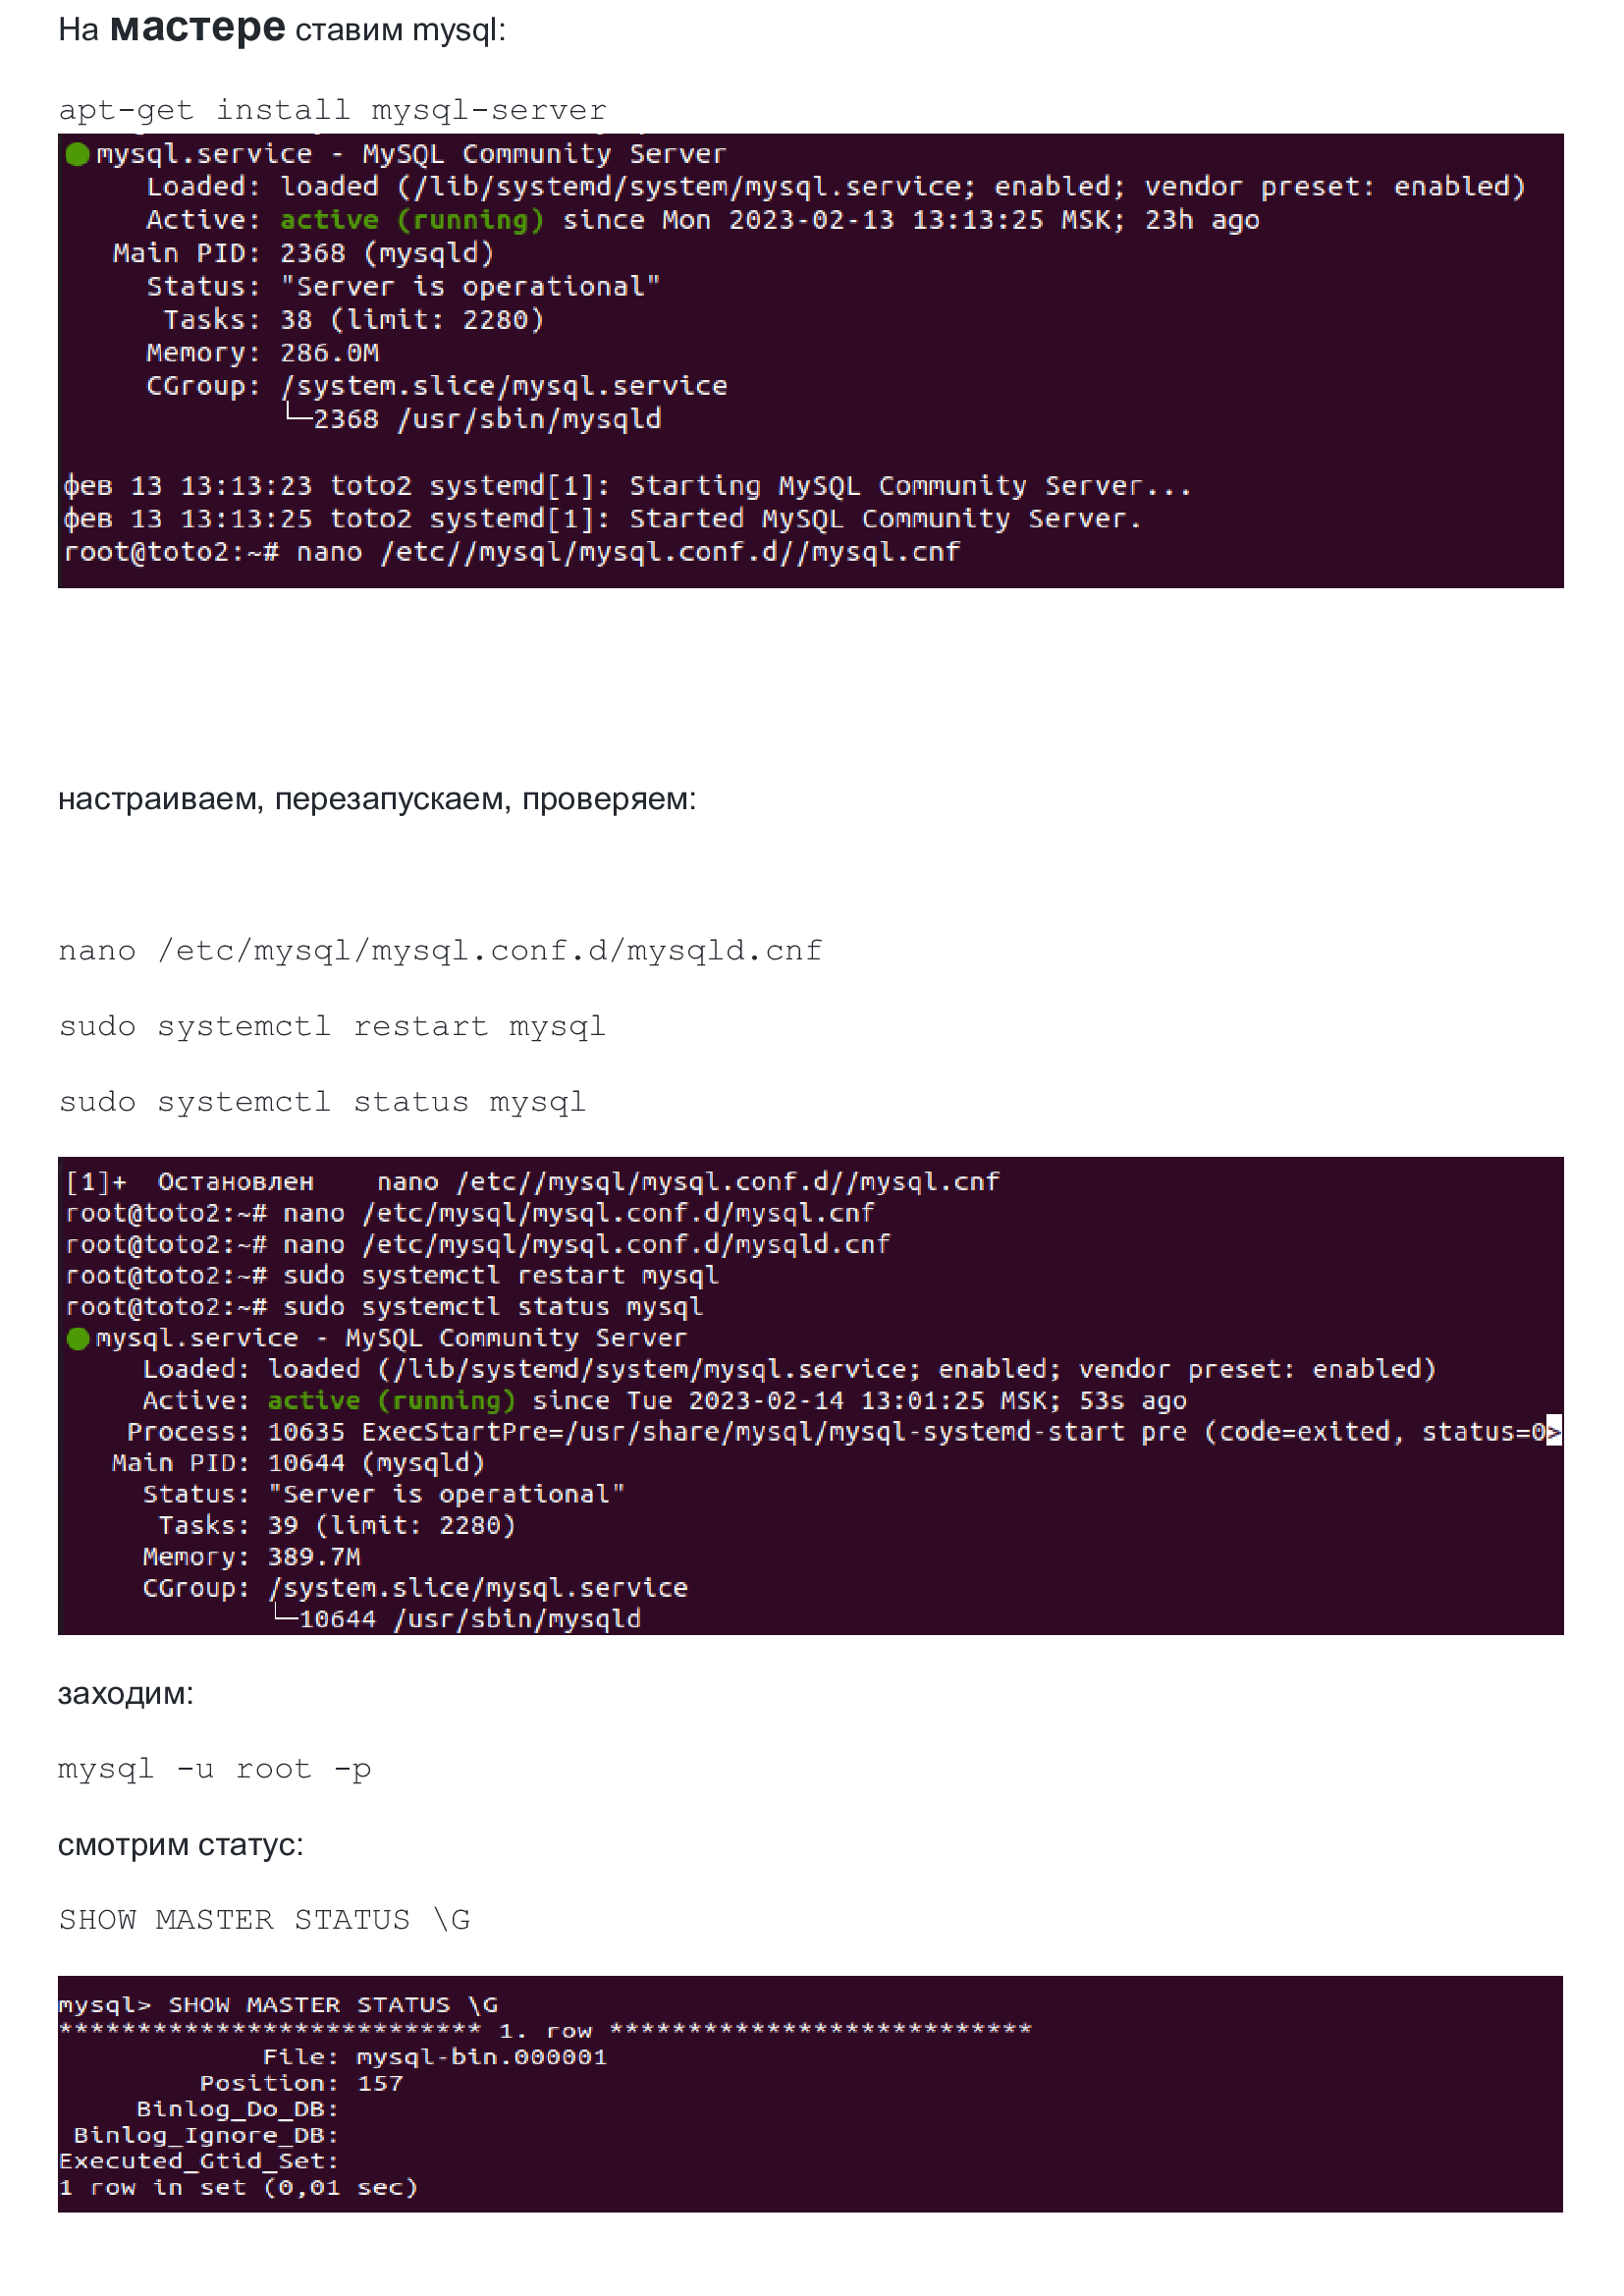 На мастере ставим mysql:
apt-get install mysql-server
mysql.service - MySQL Community Server
Loaded: loaded (/lib/systemd/system/mysql.service; enabled; vendor preset: enabled)
Active: active (running) since Mon 2023-02-13 13:13:25 MSK; 23h ago
Main PID: 2368 (mysqld)
Status: "Server is operational"
Tasks: 38 (limit: 2280)
Memory: 286.0M
CGroup: /system.slice/mysql.service
└─2368 /usr/sbin/mysqld
фев 13 13:13:23 toto2 systemd[1]: Starting MySQL Community Server...
фев 13 13:13:25 toto2 systemd[1]: Started MySQL Community Server.
root@toto2:~# nano /etc//mysql/mysql.conf.d//mysql.cnf
настраиваем, перезапускаем, проверяем:
nano /etc/mysql/mysql.conf.d/mysqld.cnf
sudo systemctl restart mysql
sudo systemctl status mysql
[1]+  Остановлен    nano /etc//mysql/mysql.conf.d//mysql.cnf
root@toto2:~# nano /etc/mysql/mysql.conf.d/mysql.cnf
root@toto2:~# nano /etc/mysql/mysql.conf.d/mysqld.cnf
root@toto2:~# sudo systemctl restart mysql
root@toto2:~# sudo systemctl status mysql
mysql.service - MySQL Community Server
Loaded: loaded (/lib/systemd/system/mysql.service; enabled; vendor preset: enabled)
Active: active (running) since Tue 2023-02-14 13:01:25 MSK; 53s ago
Process: 10635 ExecStartPre=/usr/share/mysql/mysql-systemd-start pre (code=exited, status=0>
Main PID: 10644 (mysqld)
Status: "Server is operational"
Tasks: 39 (limit: 2280)
Memory: 389.7M
CGroup: /system.slice/mysql.service
└─10644 /usr/sbin/mysqld
заходим:
mysql -u root -p
смотрим статус:
SHOW MASTER STATUS \G
mysql> SHOW MASTER STATUS \G
*************************** 1. row ***************************
File: mysql-bin.000001
Position: 157
Binlog_Do_DB:
Binlog_Ignore_DB:
Executed_Gtid_Set:
1 row in set (0,01 sec)